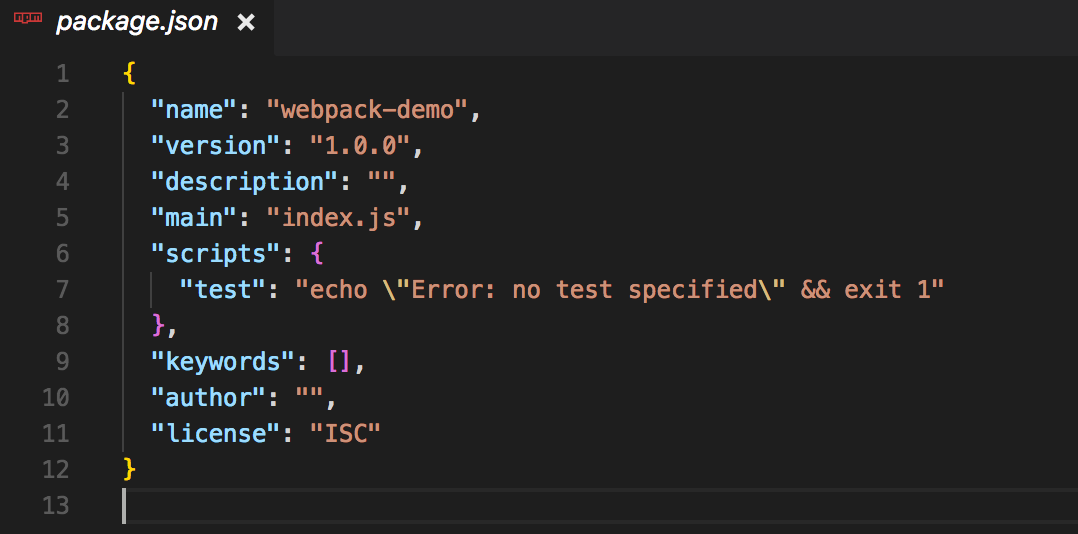 npm package.json ×
1 {
2   "name": "webpack-demo",
3   "version": "1.0.0",
4   "description": "",
5   "main": "index.js",
6   "scripts": {
7     "test": "echo \"Error: no test specified\" && exit 1"
8   },
9   "keywords": [],
10   "author": "",
11   "license": "ISC"
12 }
13